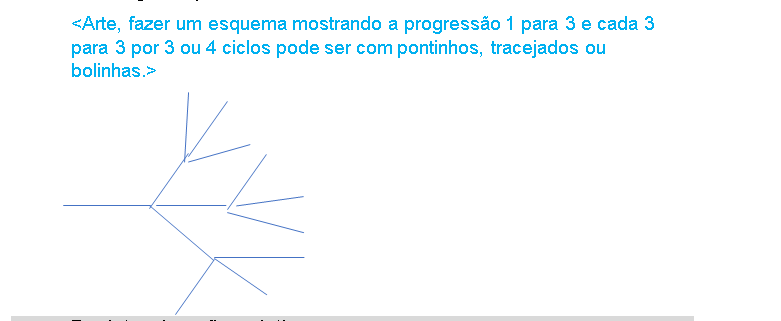 <Arte, fazer um esquema mostrando a progressão 1 para 3 e cada 3
para 3 por 3 ou 4 ciclos pode ser com pontinhos, tracejados ou
bolinhas.>